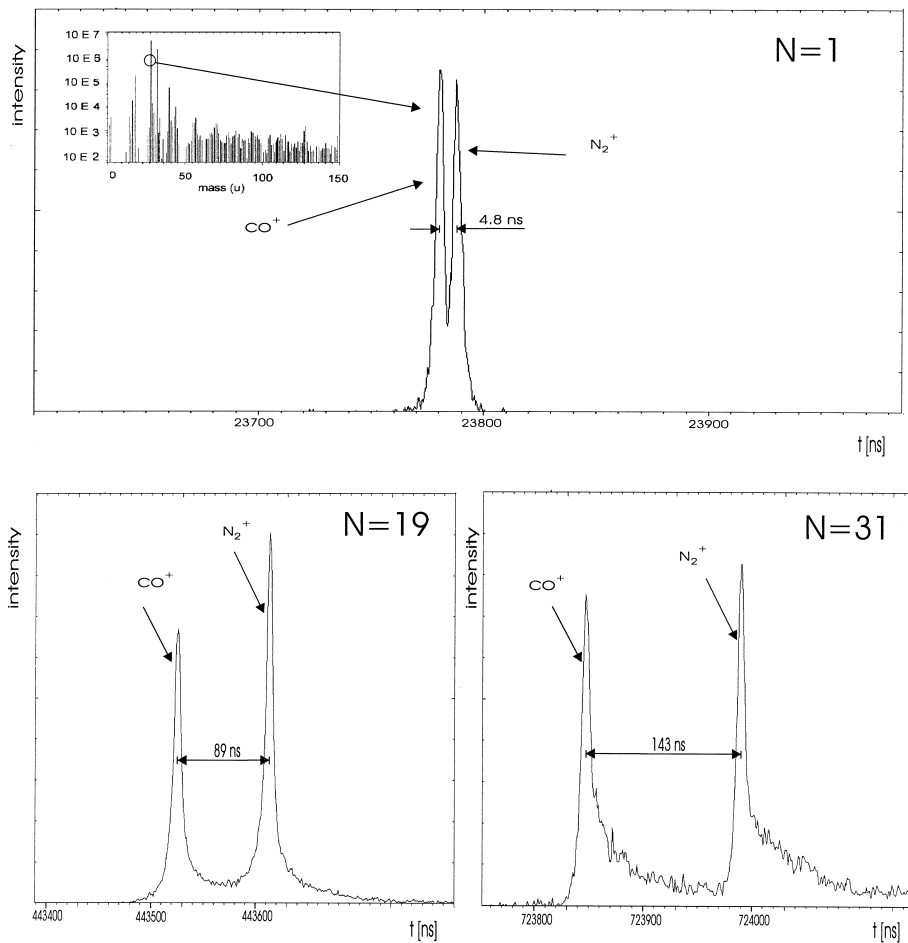 N=1
intensity
10 E 7
10 E 6
10 E 5
10 E 4
10 E 3
10 E 2
0
50
100
150
mass (u)
N₂⁺
CO⁺
4.8 ns
23700
23800
23900
t [ns]
N=19
intensity
N₂⁺
CO⁺
89 ns
443400
443500
443600
t [ns]
N=31
intensity
N₂⁺
CO⁺
143 ns
723800
723900
724000
t [ns]